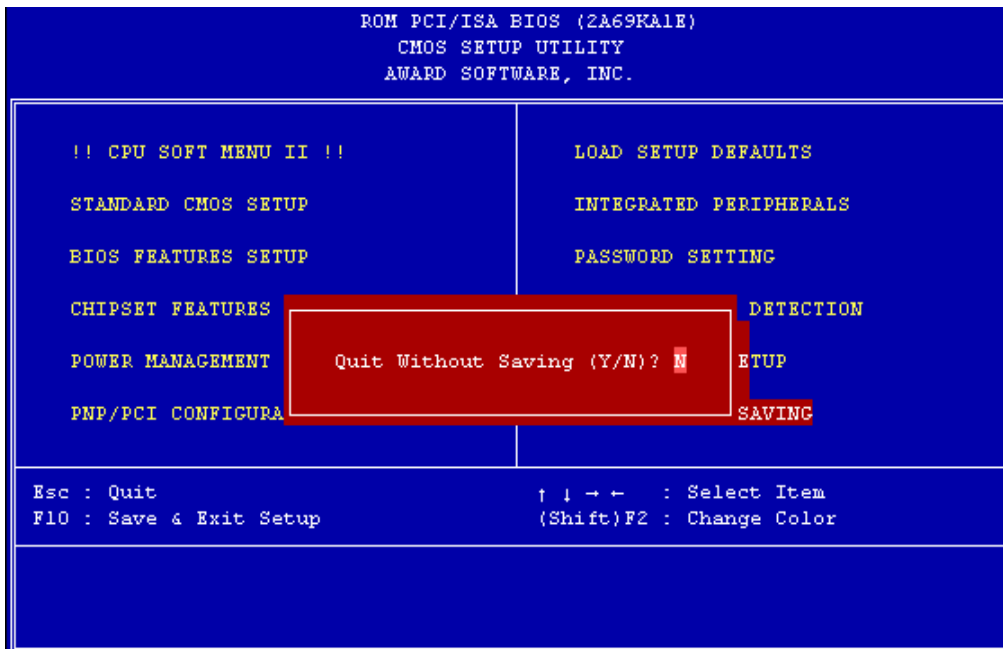 ROM PCI/ISA BIOS (2A69KA1E)
CMOS SETUP UTILITY
AWARD SOFTWARE, INC.
!! CPU SOFT MENU II !!
STANDARD CMOS SETUP
BIOS FEATURES SETUP
CHIPSET FEATURES
POWER MANAGEMENT
PNP/PCI CONFIGURA
LOAD SETUP DEFAULTS
INTEGRATED PERIPHERALS
PASSWORD SETTING
DETECTION
ETUP
SAVING
Quit Without Saving (Y/N)? N
Esc : Quit
F10 : Save & Exit Setup
↑ ↓ → ← : Select Item
(Shift)F2 : Change Color